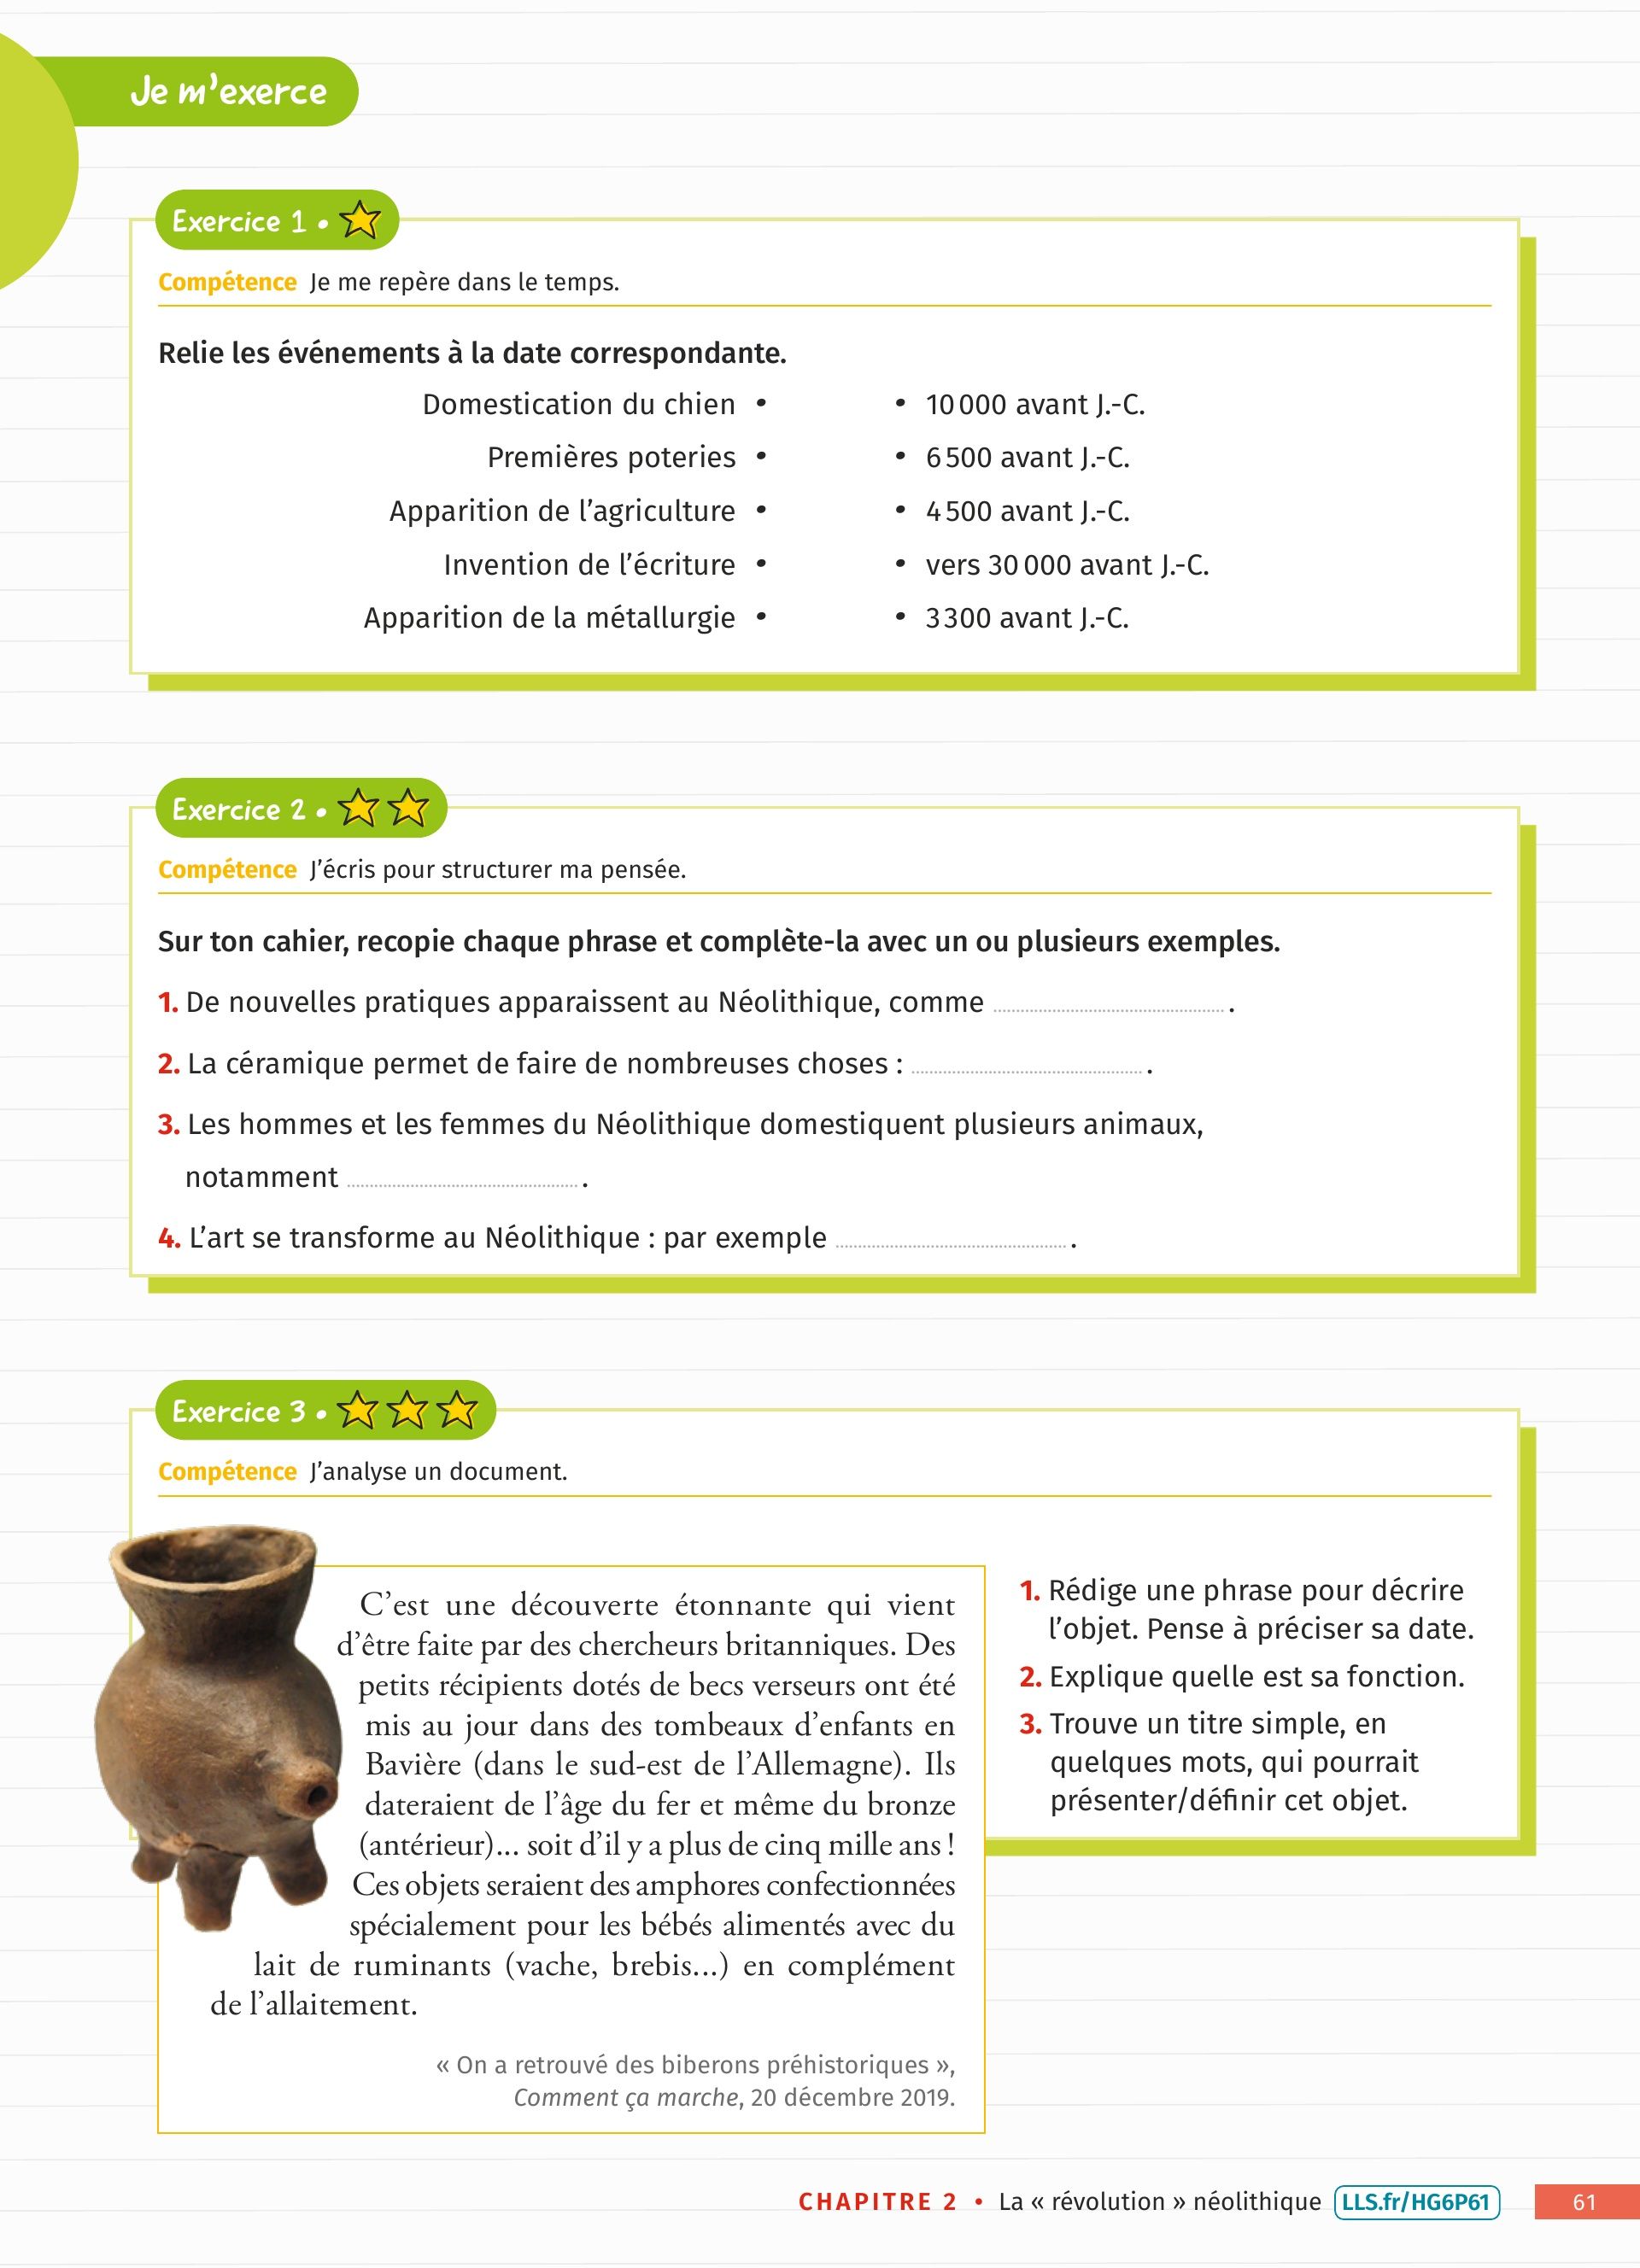 Je m'exerce
Exercice 1 •
Compétence Je me repère dans le temps.
Relie les événements à la date correspondante.
Domestication du chien • • 10 000 avant J.-C.
Premières poteries • • 6 500 avant J.-C.
Apparition de l'agriculture • • 4 500 avant J.-C.
Invention de l'écriture • • vers 30 000 avant J.-C.
Apparition de la métallurgie • • 3 300 avant J.-C.
Exercice 2 •
Compétence J'écris pour structurer ma pensée.
Sur ton cahier, recopie chaque phrase et complète-la avec un ou plusieurs exemples.
1. De nouvelles pratiques apparaissent au Néolithique, comme .................... .
2. La céramique permet de faire de nombreuses choses : .................... .
3. Les hommes et les femmes du Néolithique domestiquent plusieurs animaux,
notamment .................... .
4. L'art se transforme au Néolithique : par exemple .................... .
Exercice 3 •
Compétence J'analyse un document.
C'est une découverte étonnante qui vient
d'être faite par des chercheurs britanniques. Des
petits récipients dotés de becs verseurs ont été
mis au jour dans des tombeaux d'enfants en
Bavière (dans le sud-est de l'Allemagne). Ils
dateraient de l'âge du fer et même du bronze
(antérieur)... soit d'il y a plus de cinq mille ans !
Ces objets seraient des amphores confectionnées
spécialement pour les bébés alimentés avec du
lait de ruminants (vache, brebis...) en complément
de l'allaitement.
« On a retrouvé des biberons préhistoriques »,
Comment ça marche, 20 décembre 2019.
1. Rédige une phrase pour décrire
l'objet. Pense à préciser sa date.
2. Explique quelle est sa fonction.
3. Trouve un titre simple, en
quelques mots, qui pourrait
présenter/définir cet objet.
CHAPITRE 2 • La « révolution » néolithique LLS.fr/HG6P61 61